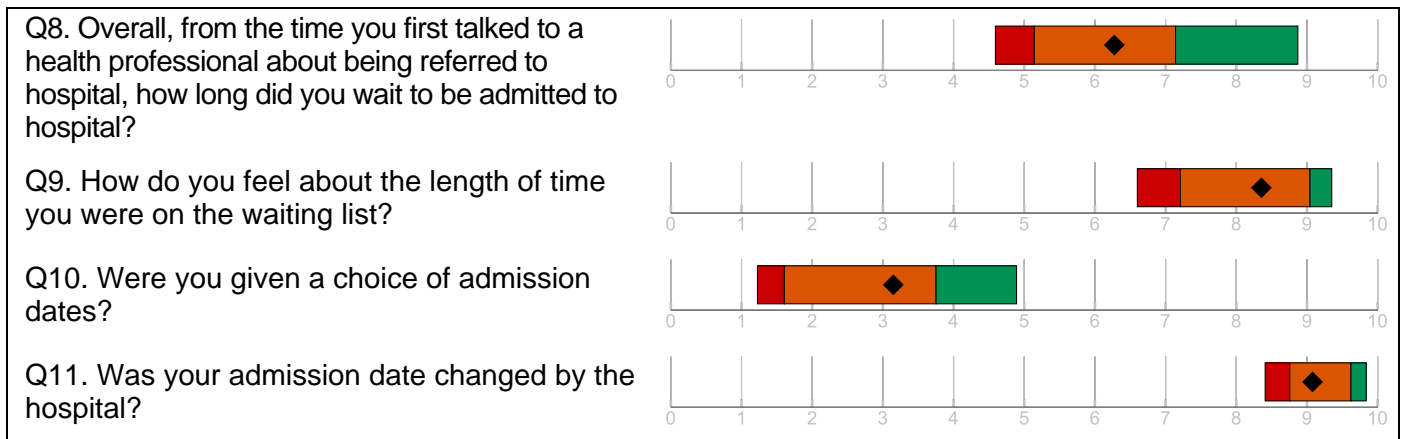 Q8. Overall, from the time you first talked to a
health professional about being referred to
hospital, how long did you wait to be admitted to
hospital?
0 1 2 3 4 5 6 7 8 9 10
Q9. How do you feel about the length of time
you were on the waiting list?
0 1 2 3 4 5 6 7 8 9 10
Q10. Were you given a choice of admission
dates?
0 1 2 3 4 5 6 7 8 9 10
Q11. Was your admission date changed by the
hospital?
0 1 2 3 4 5 6 7 8 9 10